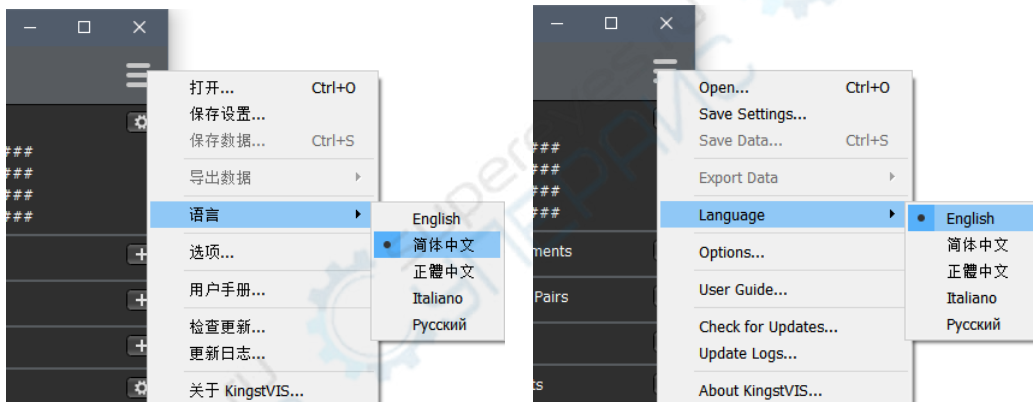 打开... Ctrl+O
保存设置...
保存数据... Ctrl+S
导出数据
语言
选项...
用户手册...
检查更新...
更新日志...
关于 KingstVIS...
English
简体中文
正體中文
Italiano
Русский
###
###
###
###
Open... Ctrl+O
Save Settings...
Save Data... Ctrl+S
Export Data
Language
Options...
User Guide...
Check for Updates...
Update Logs...
About KingstVIS...
English
简体中文
正體中文
Italiano
Русский
###
###
###
###
Pairs